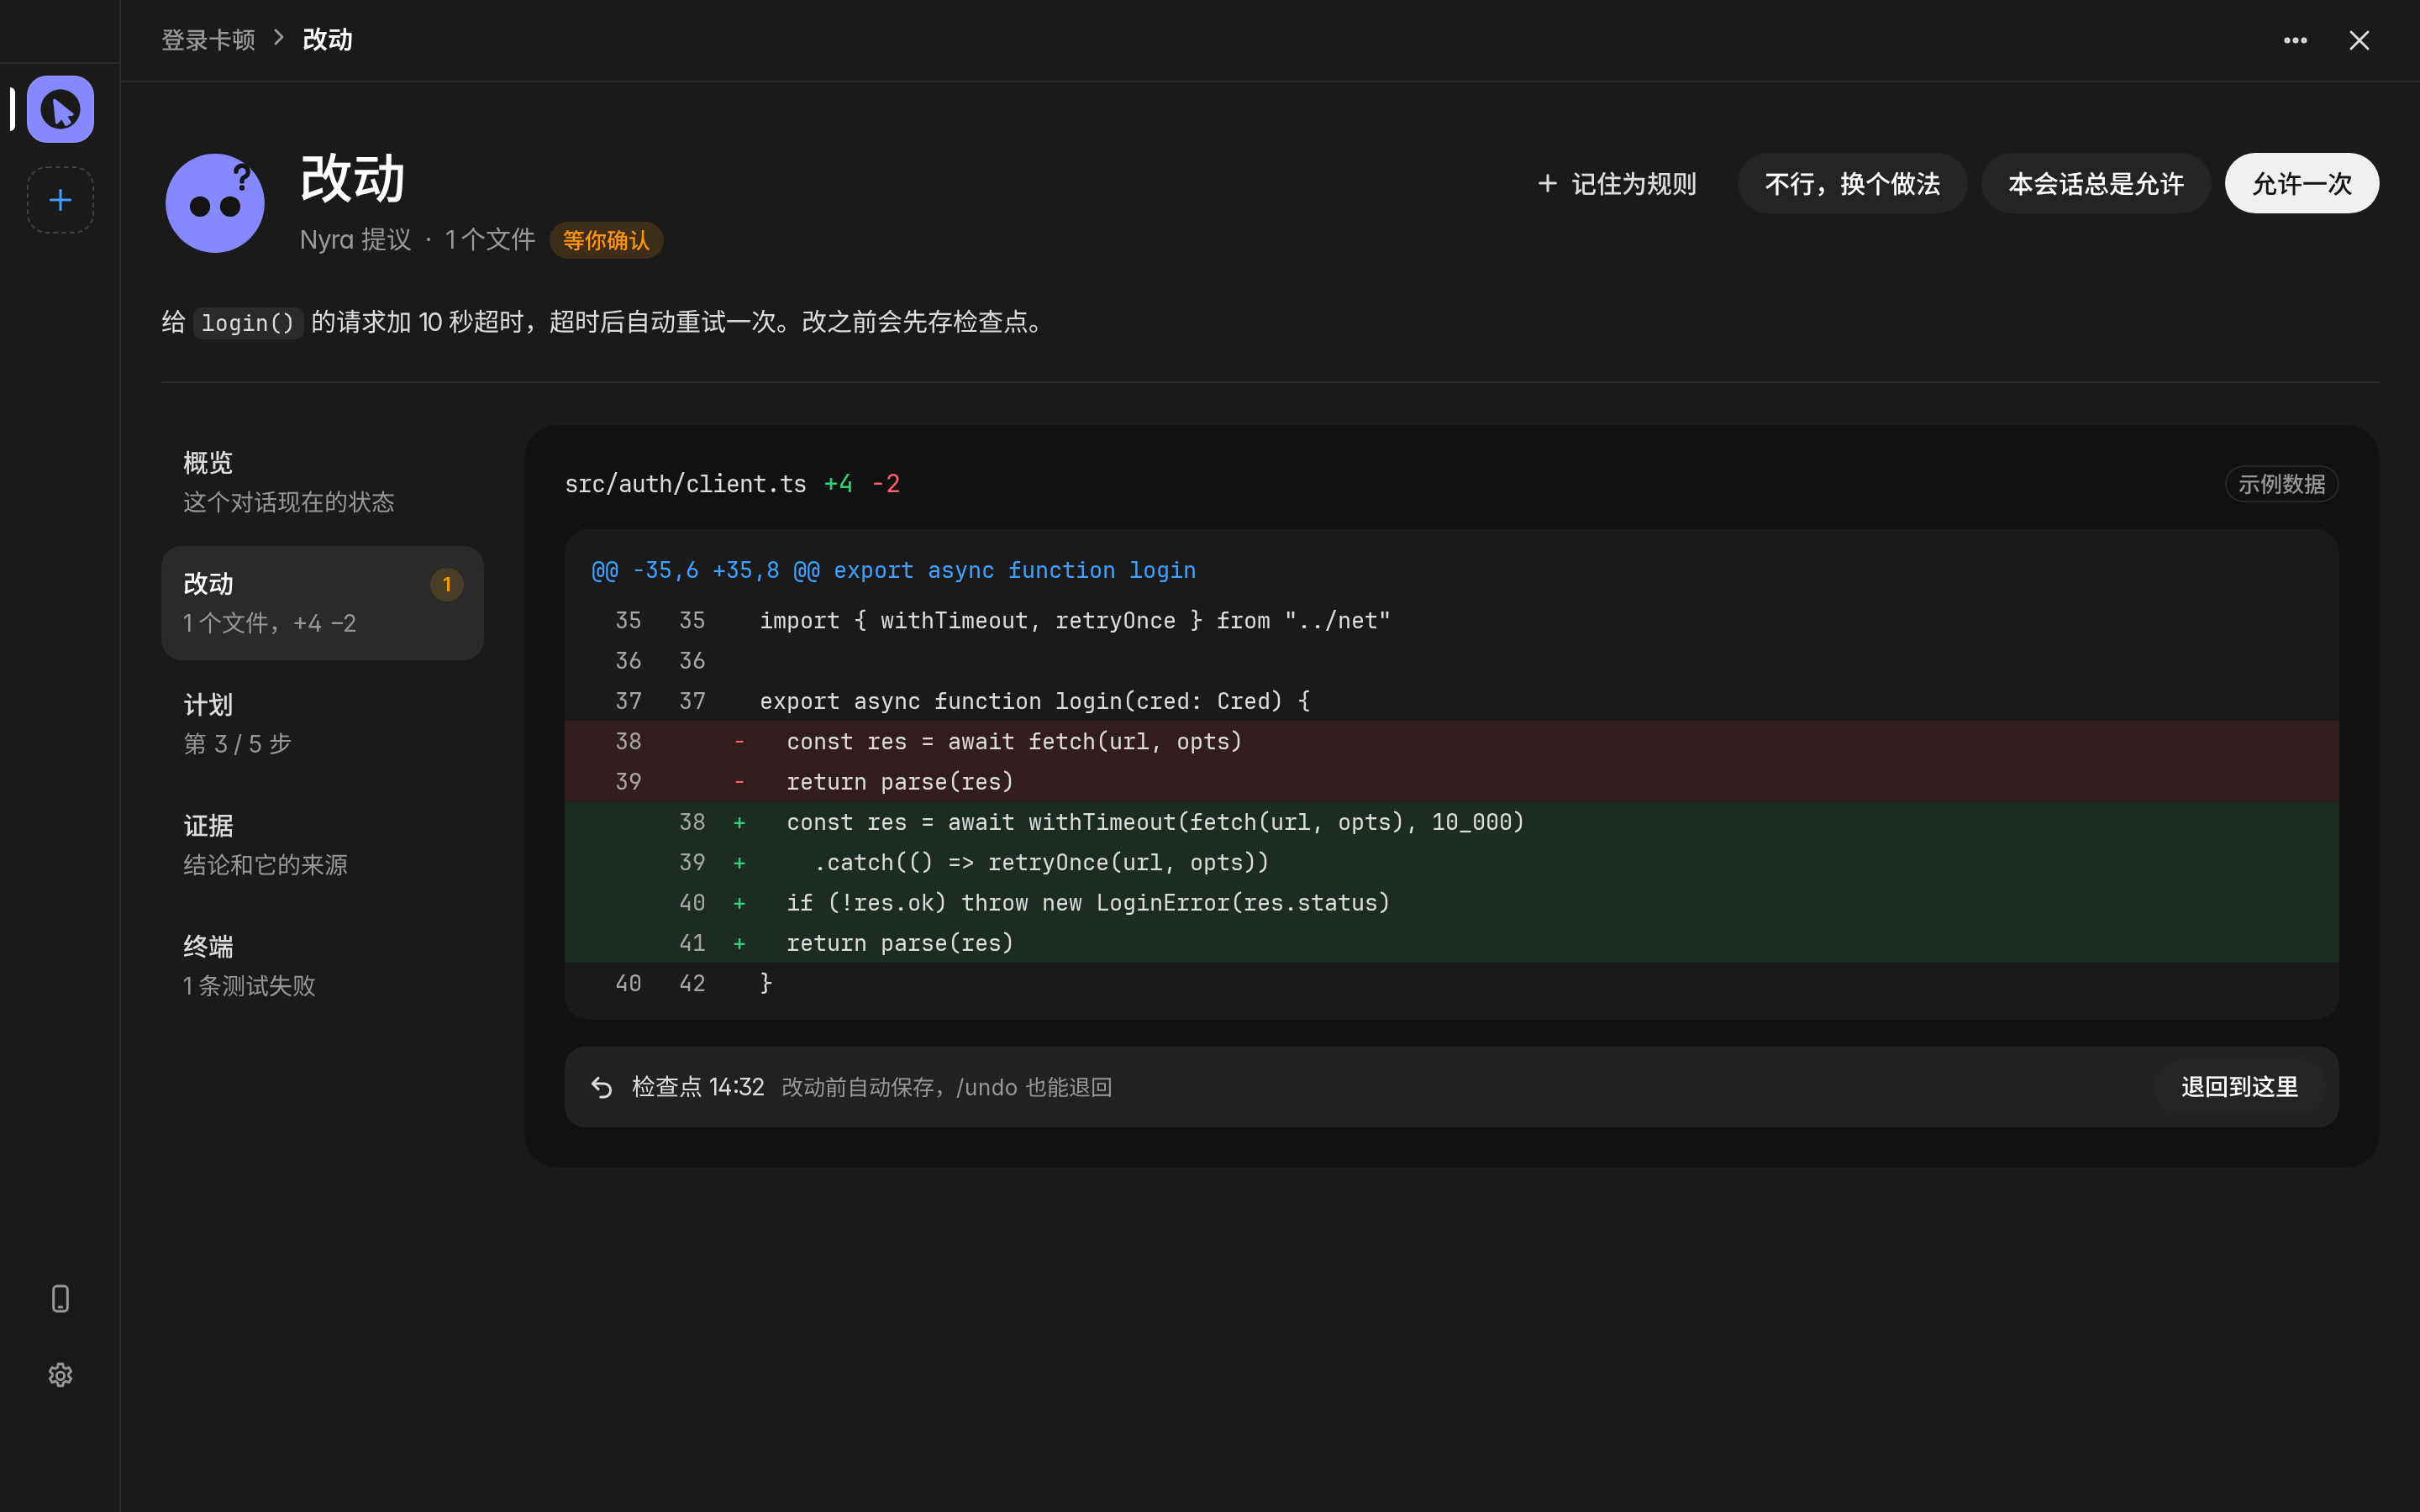 登录卡顿 > 改动
改动
?
Nyra 提议 · 1 个文件 等你确认
+ 记住为规则 不行，换个做法 本会话总是允许 允许一次
给 login() 的请求加 10 秒超时，超时后自动重试一次。改之前会先存检查点。
概览
这个对话现在的状态
改动 1
1 个文件，+4 −2
计划
第 3 / 5 步
证据
结论和它的来源
终端
1 条测试失败
src/auth/client.ts +4 -2 示例数据
@@ -35,6 +35,8 @@ export async function login
35 35 import { withTimeout, retryOnce } from "../net"
36 36
37 37 export async function login(cred: Cred) {
38 - const res = await fetch(url, opts)
39 - return parse(res)
38 + const res = await withTimeout(fetch(url, opts), 10_000)
39 + .catch(() => retryOnce(url, opts))
40 + if (!res.ok) throw new LoginError(res.status)
41 + return parse(res)
40 42 }
检查点 14:32 改动前自动保存，/undo 也能退回 退回到这里